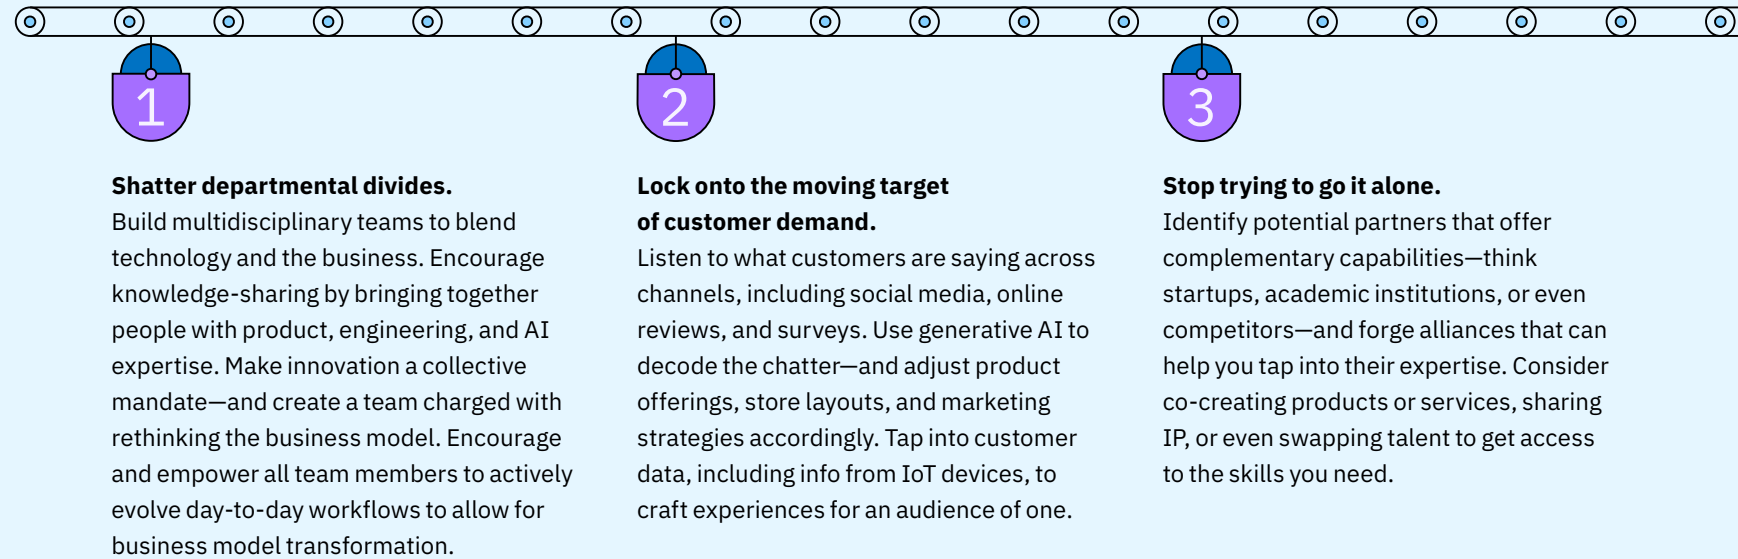 1
Shatter departmental divides.
Build multidisciplinary teams to blend
technology and the business. Encourage
knowledge-sharing by bringing together
people with product, engineering, and AI
expertise. Make innovation a collective
mandate—and create a team charged with
rethinking the business model. Encourage
and empower all team members to actively
evolve day-to-day workflows to allow for
business model transformation.
2
Lock onto the moving target
of customer demand.
Listen to what customers are saying across
channels, including social media, online
reviews, and surveys. Use generative AI to
decode the chatter—and adjust product
offerings, store layouts, and marketing
strategies accordingly. Tap into customer
data, including info from IoT devices, to
craft experiences for an audience of one.
3
Stop trying to go it alone.
Identify potential partners that offer
complementary capabilities—think
startups, academic institutions, or even
competitors—and forge alliances that can
help you tap into their expertise. Consider
co-creating products or services, sharing
IP, or even swapping talent to get access
to the skills you need.